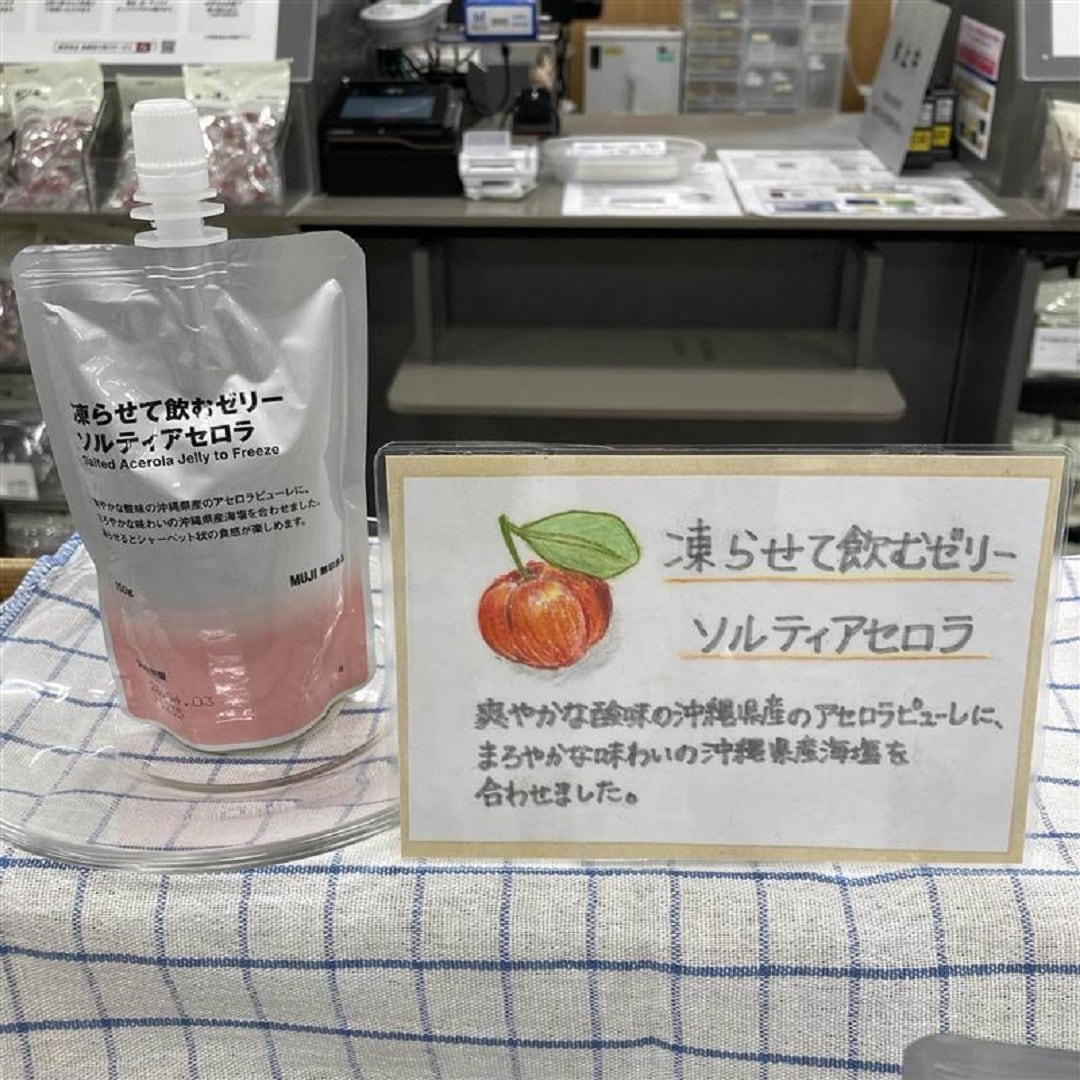 凍らせて飲むゼリー
ソルティアセロラ
Salted Acerola Jelly to Freeze
やかな酸味の沖縄県産のアセロラピューレに、
ろやかな味わいの沖縄県産海塩を合わせました。
らせるとシャーベット状の食感が楽しめます。
MUJI 無印良品
150g
凍らせて飲むゼリー
ソルティアセロラ
爽やかな酸味の沖縄県産のアセロラピューレに、
まろやかな味わいの沖縄県産海塩を
合わせました。